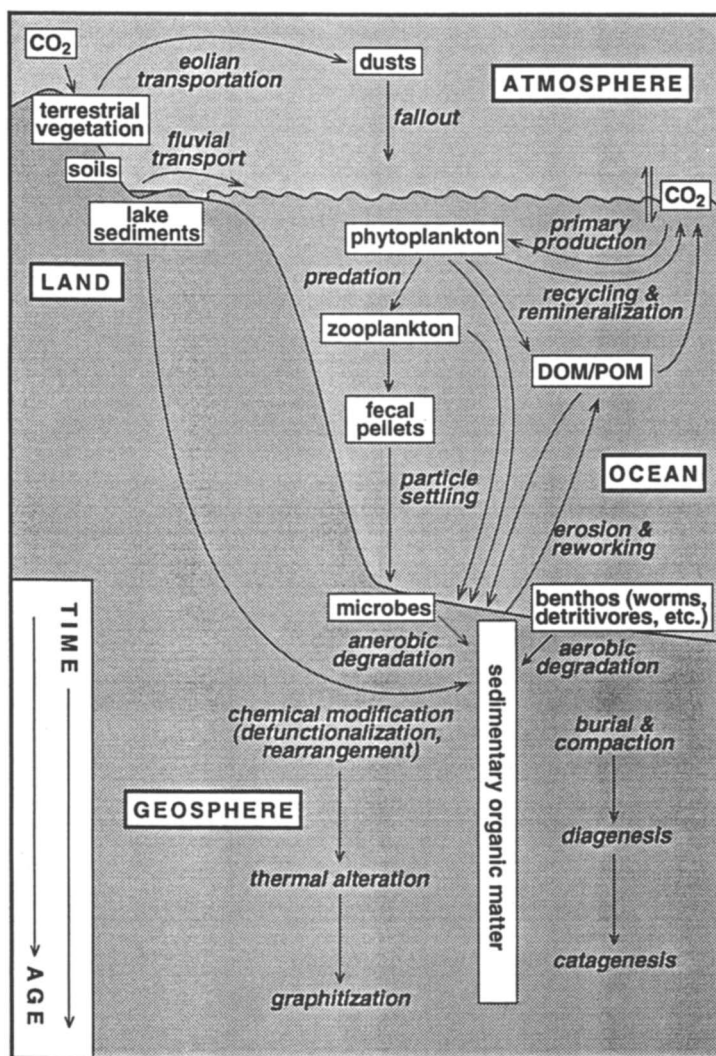 CO2
eolian
transportation
dusts
ATMOSPHERE
terrestrial
vegetation
fallout
fluvial
transport
soils
CO2
lake
sediments
phytoplankton
primary
production
LAND
predation
recycling &
remineralization
zooplankton
DOM/POM
fecal
pellets
OCEAN
particle
settling
erosion &
reworking
microbes
benthos (worms,
detritivores, etc.)
anerobic
degradation
aerobic
degradation
TIME
AGE
sedimentary organic matter
chemical modification
(defunctionalization,
rearrangement)
burial &
compaction
GEOSPHERE
diagenesis
thermal alteration
catagenesis
graphitization